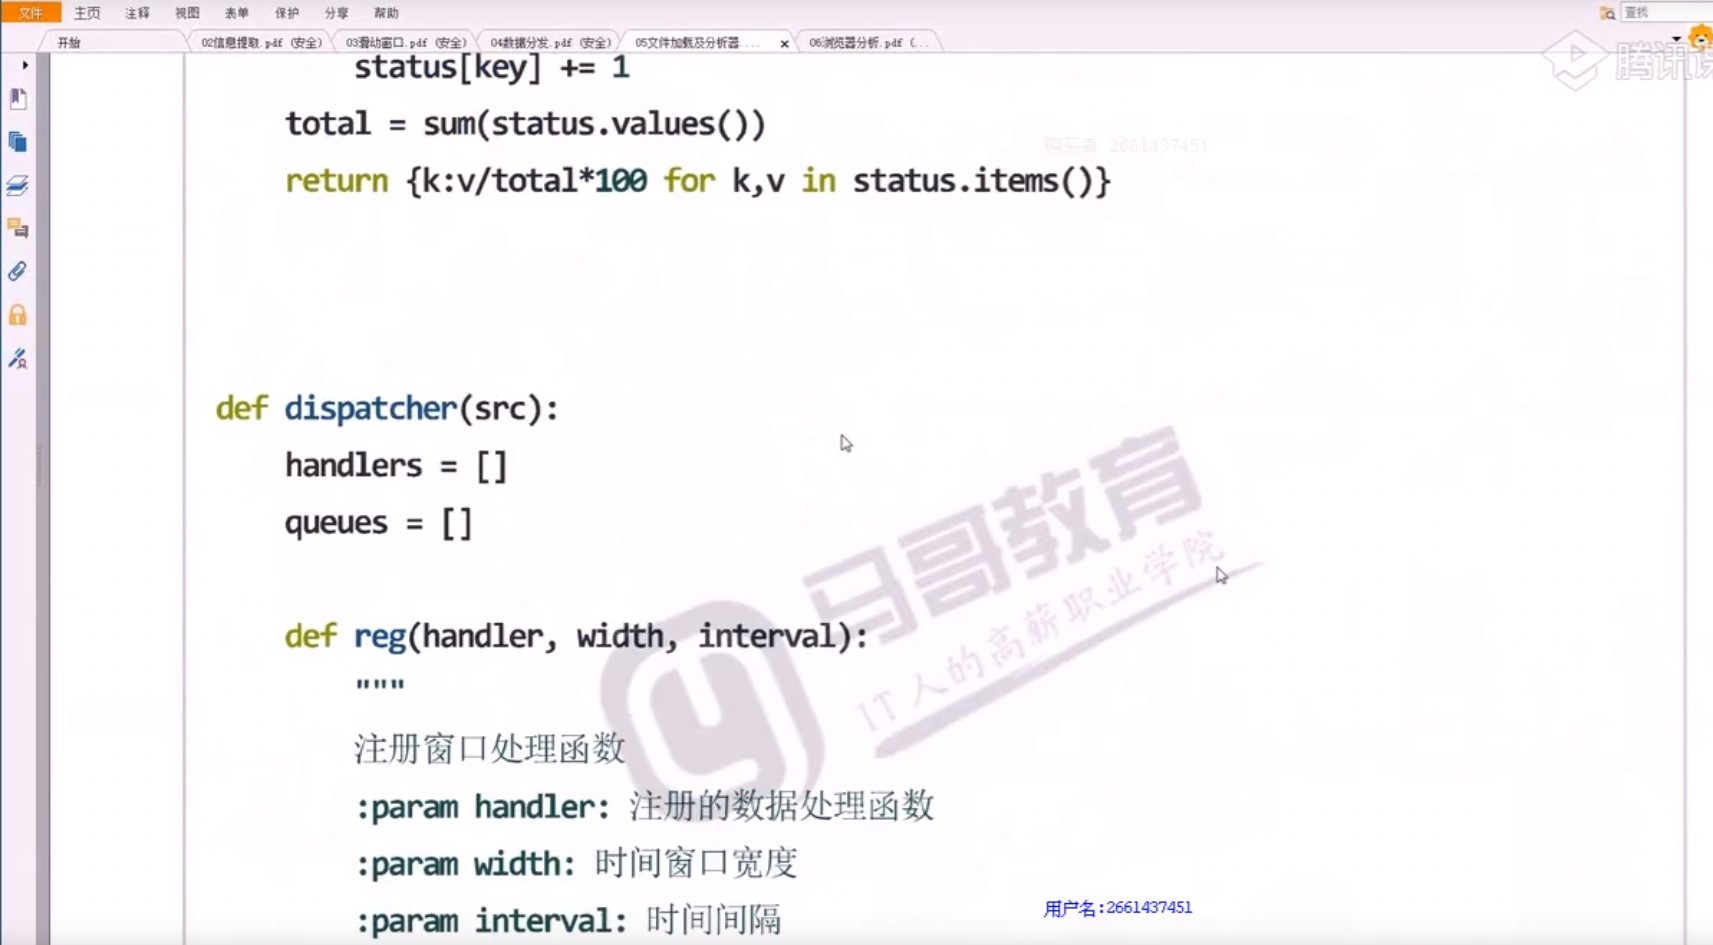 文件 主页 注释 视图 表单 保护 分享 帮助 查找
开始 02信息提取.pdf (安全) 03滑动窗口.pdf (安全) 04数据分发.pdf (安全) 05文件加载及分析器.... × 06浏览器分析.pdf (...
腾讯课
status[key] += 1
total = sum(status.values())
购买者 2661437451
return {k:v/total*100 for k,v in status.items()}
def dispatcher(src):
handlers = []
queues = []
马哥教育
IT人的高薪职业学院
def reg(handler, width, interval):
"""
注册窗口处理函数
:param handler: 注册的数据处理函数
:param width: 时间窗口宽度
:param interval: 时间间隔
用户名:2661437451